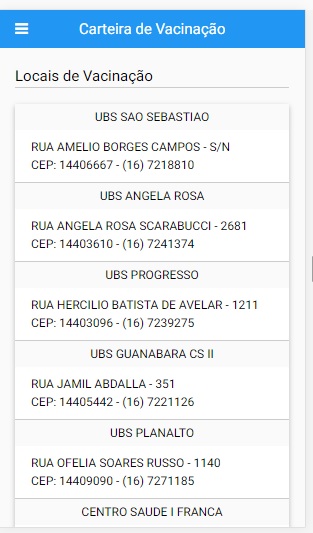 Carteira de Vacinação
Locais de Vacinação
UBS SAO SEBASTIAO
RUA AMELIO BORGES CAMPOS - S/N
CEP: 14406667 - (16) 7218810
UBS ANGELA ROSA
RUA ANGELA ROSA SCARABUCCI - 2681
CEP: 14403610 - (16) 7241374
UBS PROGRESSO
RUA HERCILIO BATISTA DE AVELAR - 1211
CEP: 14403096 - (16) 7239275
UBS GUANABARA CS II
RUA JAMIL ABDALLA - 351
CEP: 14405442 - (16) 7221126
UBS PLANALTO
RUA OFELIA SOARES RUSSO - 1140
CEP: 14409090 - (16) 7271185
CENTRO SAUDE I FRANCA